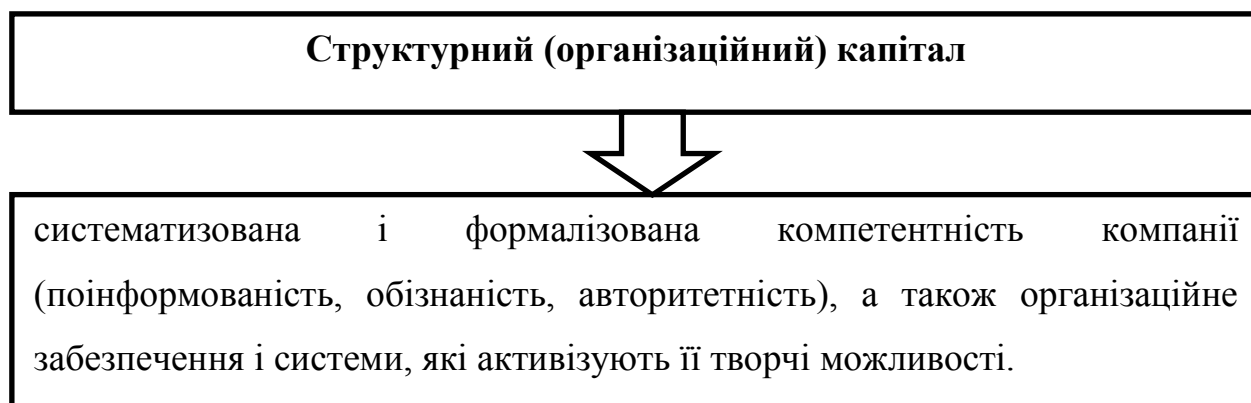 Структурний (організаційний) капітал
систематизована і формалізована компетентність компанії
(поінформованість, обізнаність, авторитетність), а також організаційне
забезпечення і системи, які активізують її творчі можливості.